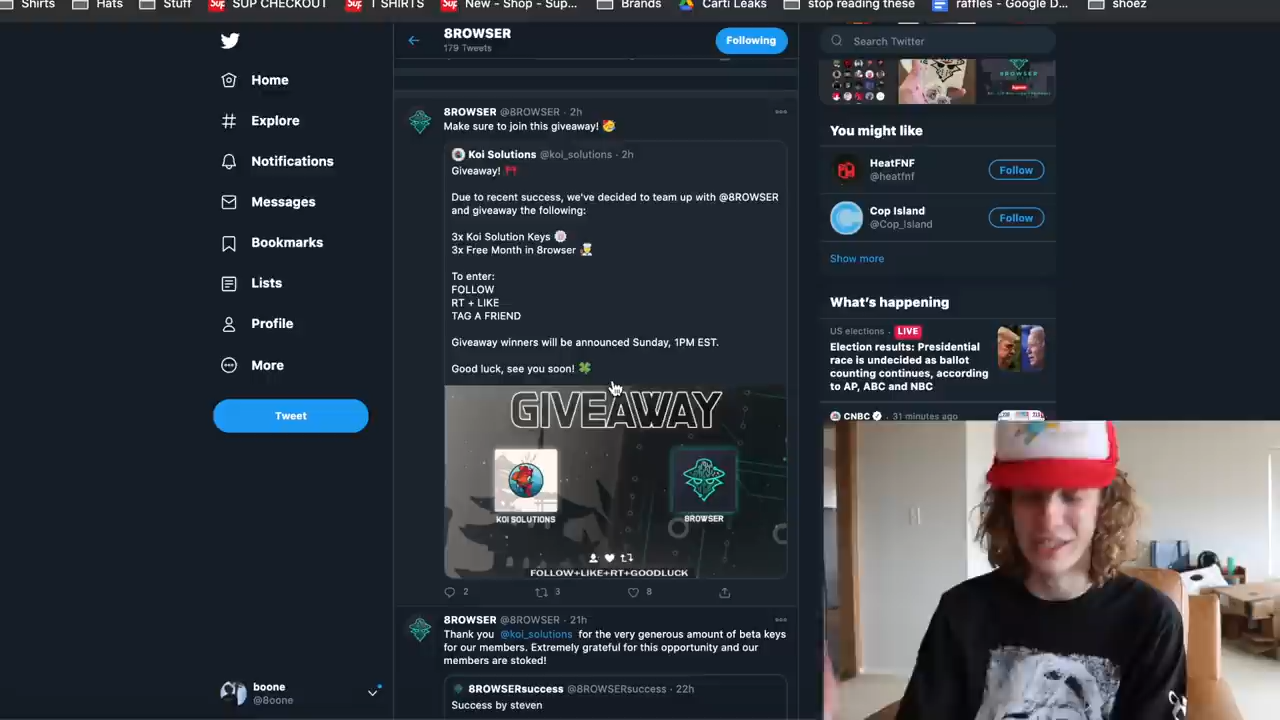 Shirts
Hats
Stuff
SUP CHECKOUT
T SHIRTS
New - Shop - Sup...
Brands
Carti Leaks
stop reading these
raffles - Google D...
shoez
8ROWSER
179 Tweets
Following
Search Twitter
Home
Explore
Notifications
Messages
Bookmarks
Lists
Profile
More
Tweet
boone
@8oone
8ROWSER @8ROWSER · 2h
Make sure to join this giveaway! 🥳
Koi Solutions @koi_solutions · 2h
Giveaway!
Due to recent success, we've decided to team up with @8ROWSER
and giveaway the following:
3x Koi Solution Keys
3x Free Month in 8rowser
To enter:
FOLLOW
RT + LIKE
TAG A FRIEND
Giveaway winners will be announced Sunday, 1PM EST.
Good luck, see you soon! 🍀
GIVEAWAY
KOI SOLUTIONS
BROWSER
FOLLOW+LIKE+RT+GOODLUCK
2
3
8
8ROWSER @8ROWSER · 21h
Thank you @koi_solutions for the very generous amount of beta keys
for our members. Extremely grateful for this opportunity and our
members are stoked!
8ROWSERsuccess @8ROWSERsuccess · 22h
Success by steven
You might like
HeatFNF
@heatfnf
Follow
Cop Island
@Cop_Island
Follow
Show more
What's happening
US elections · LIVE
Election results: Presidential
race is undecided as ballot
counting continues, according
to AP, ABC and NBC
CNBC · 31 minutes ago